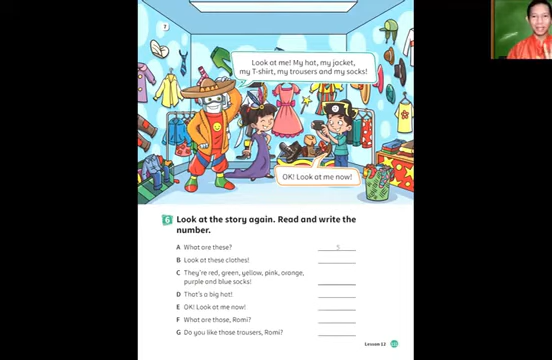 7
Look at me! My hat, my jacket,
my T-shirt, my trousers and my socks!
OK! Look at me now!
6 Look at the story again. Read and write the
number.
A What are these?
B Look at these clothes!
C They're red, green, yellow, pink, orange,
purple and blue socks!
D That's a big hat!
E OK! Look at me now!
F What are those, Rami?
G Do you like those trousers, Rami?
Lesson 12